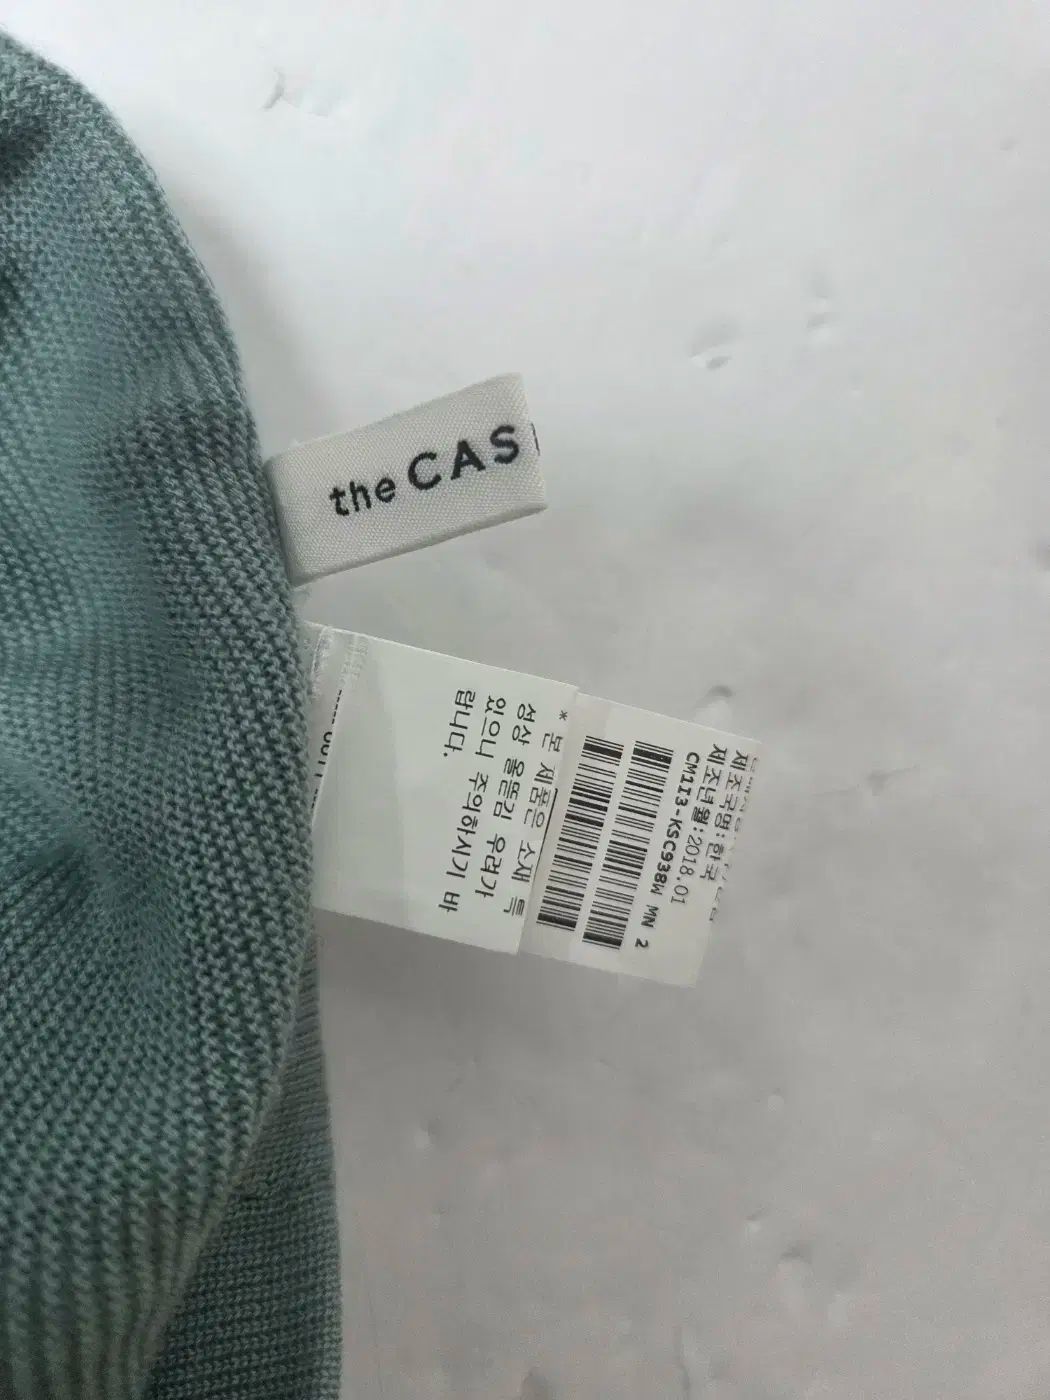 the CAS
제조국명:한국
제조년월:2018.01
CM113-KSC938W MN 2
* 본 제품은 소재 특
성상 올뜯김 우려가
있으니 주의하시기 바
랍니다.